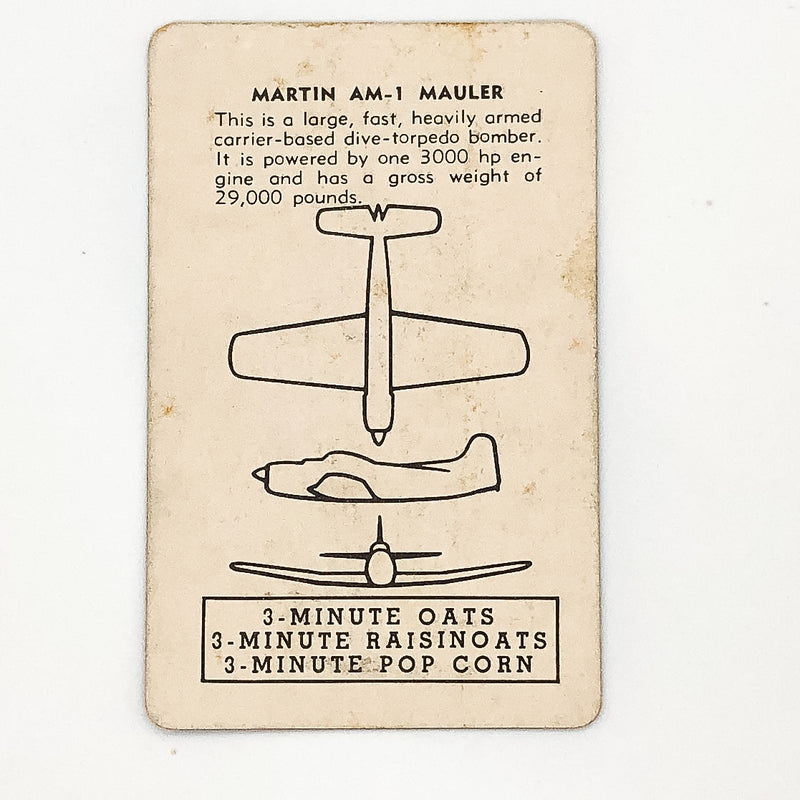 MARTIN AM-1 MAULER
This is a large, fast, heavily armed
carrier-based dive-torpedo bomber.
It is powered by one 3000 hp en-
gine and has a gross weight of
29,000 pounds.
3-MINUTE OATS
3-MINUTE RAISINOATS
3-MINUTE POP CORN